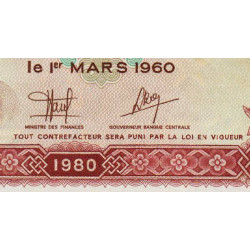 le 1er MARS 1960
MINISTRE DES FINANCES GOUVERNEUR BANQUE CENTRALE
TOUT CONTREFACTEUR SERA PUNI PAR LA LOI EN VIGUEUR
1980